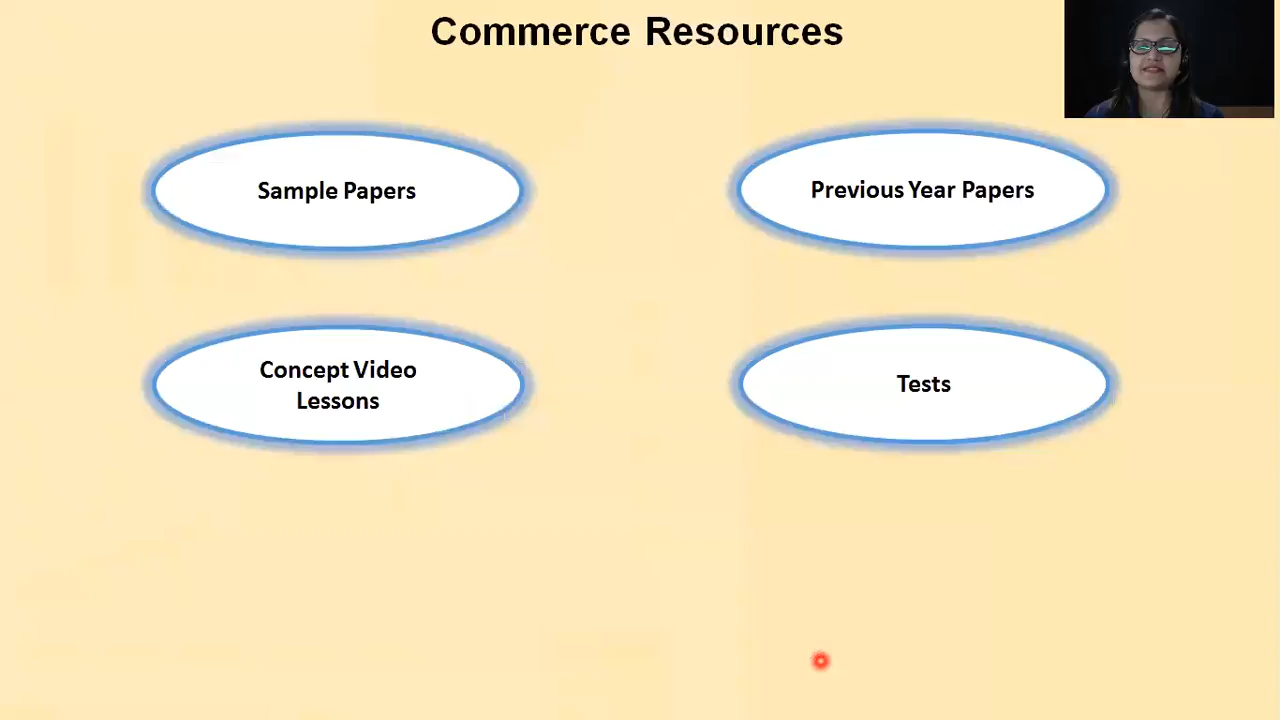 Commerce Resources
Sample Papers
Previous Year Papers
Concept Video
Lessons
Tests